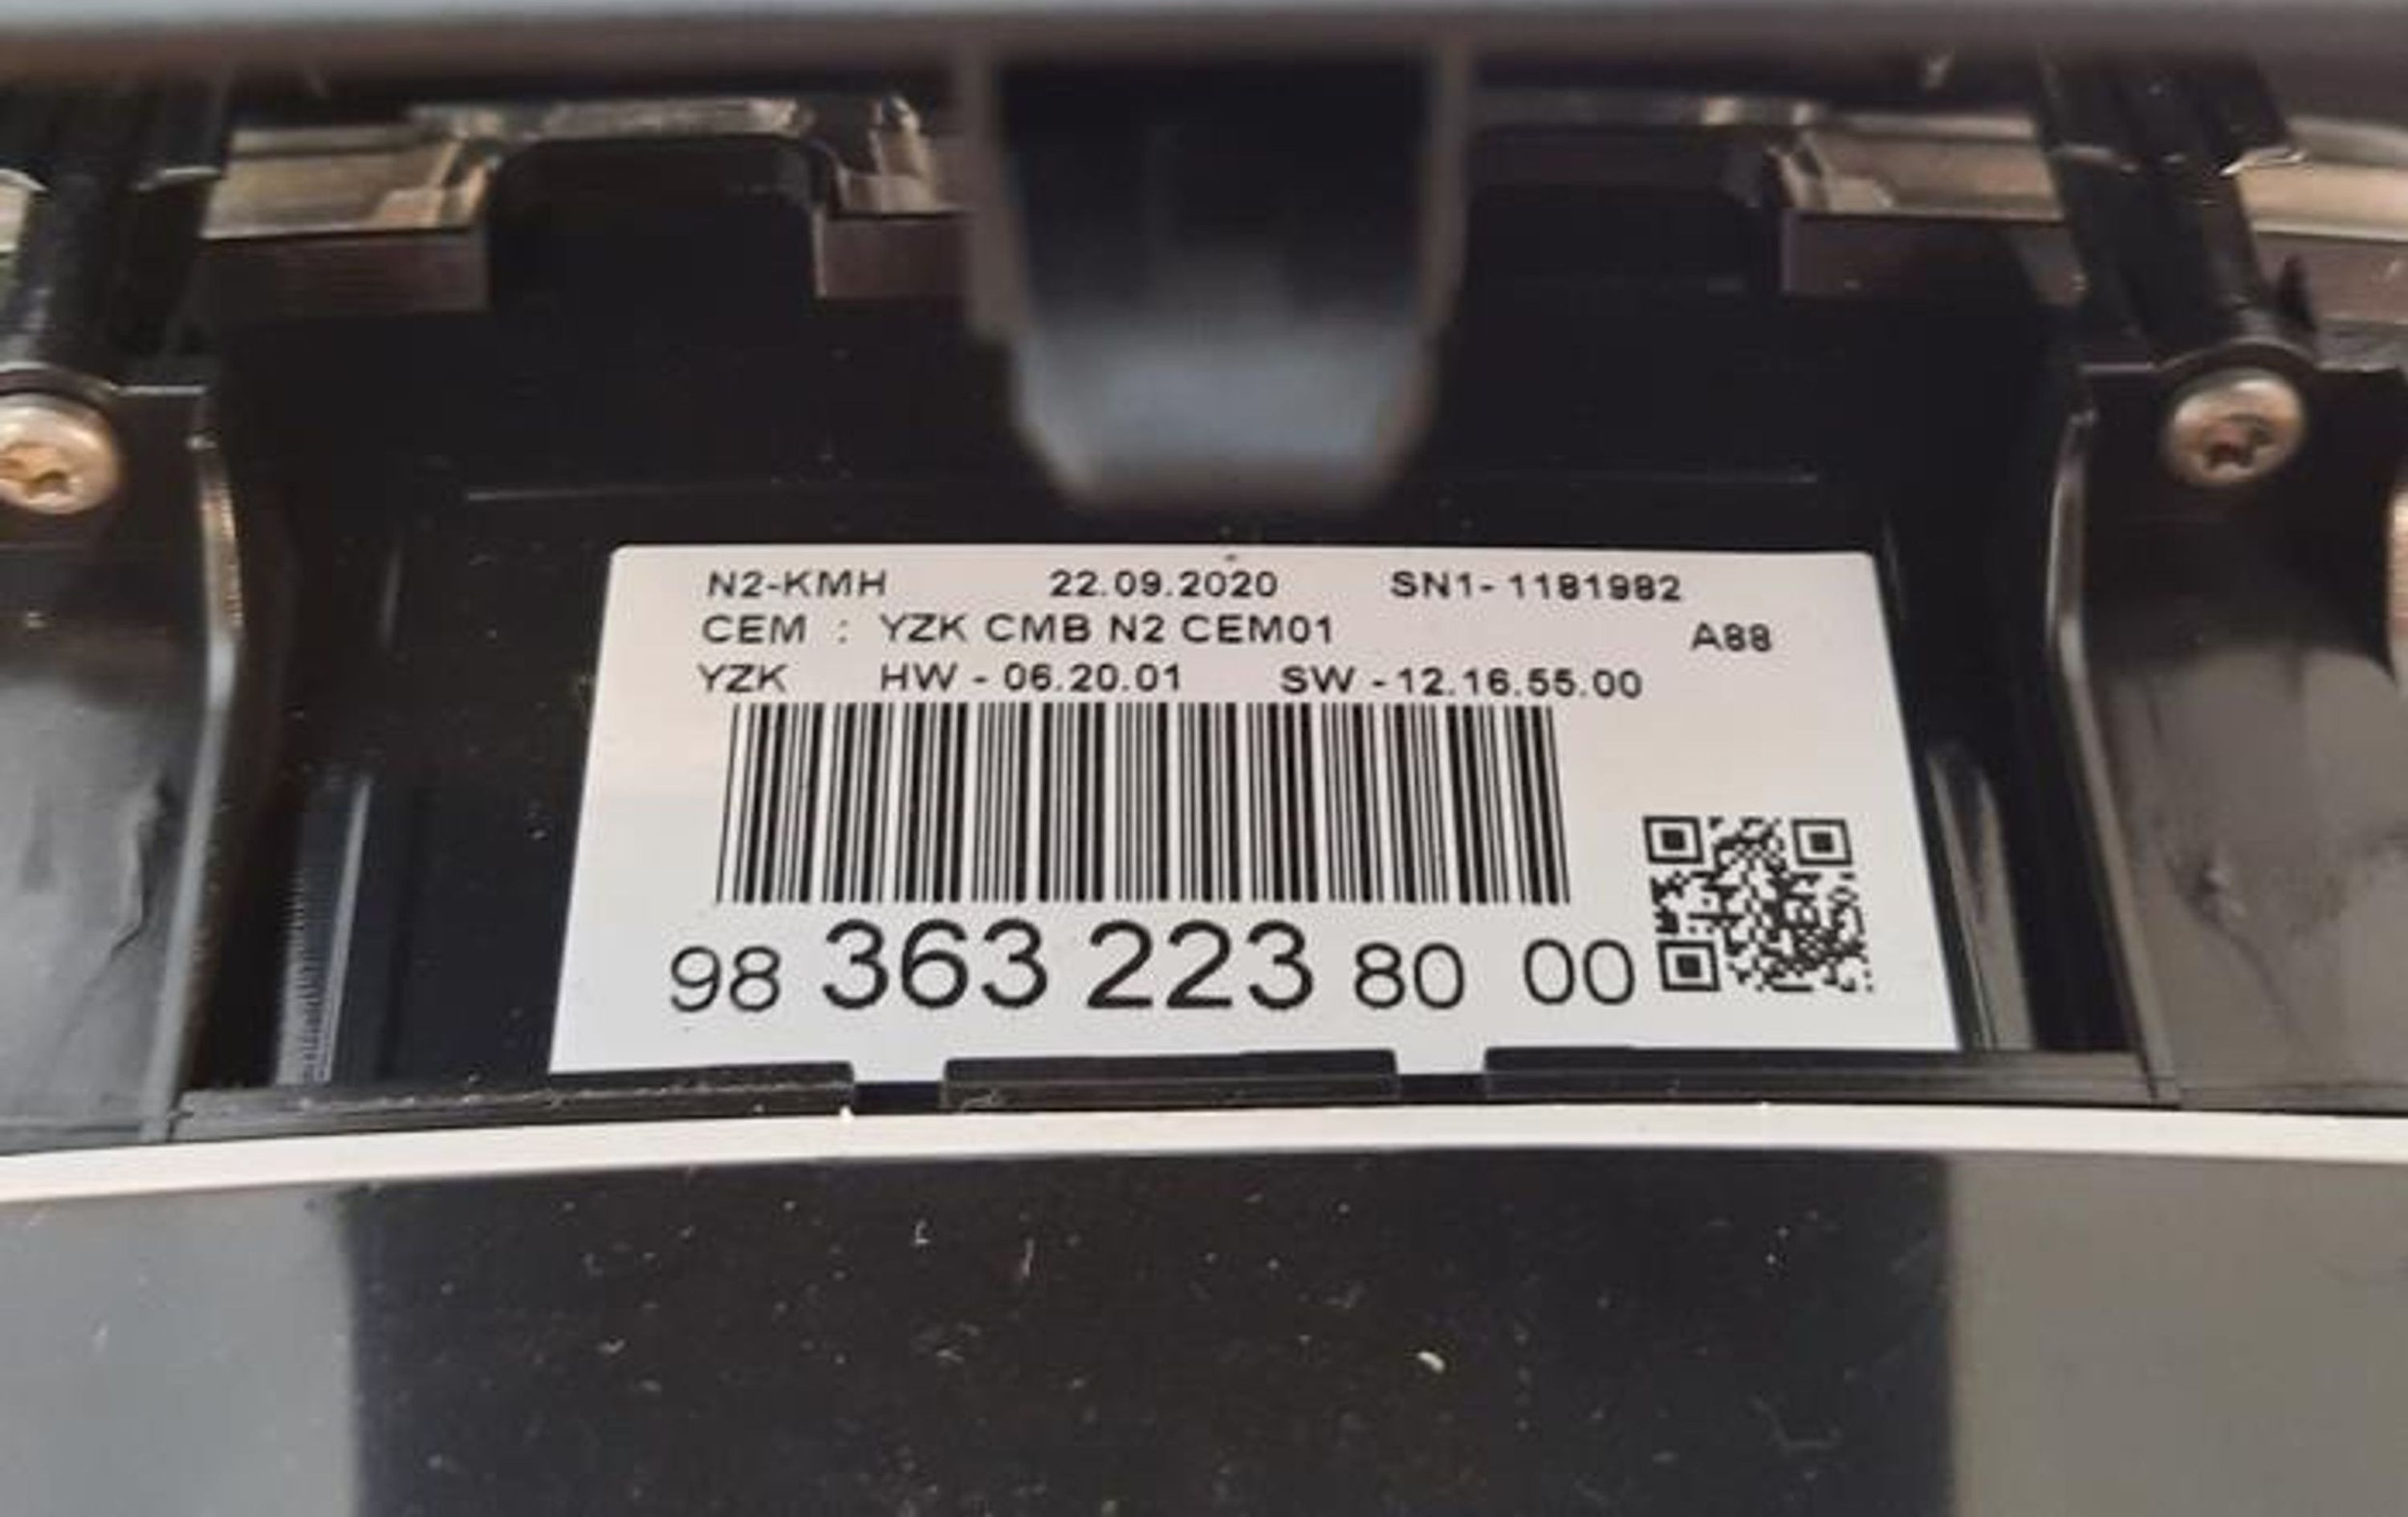 N2-KMH 22.09.2020 SN1- 1181982
CEM : YZK CMB N2 CEM01 A88
YZK HW - 06.20.01 SW - 12.16.55.00
98 363 223 80 00